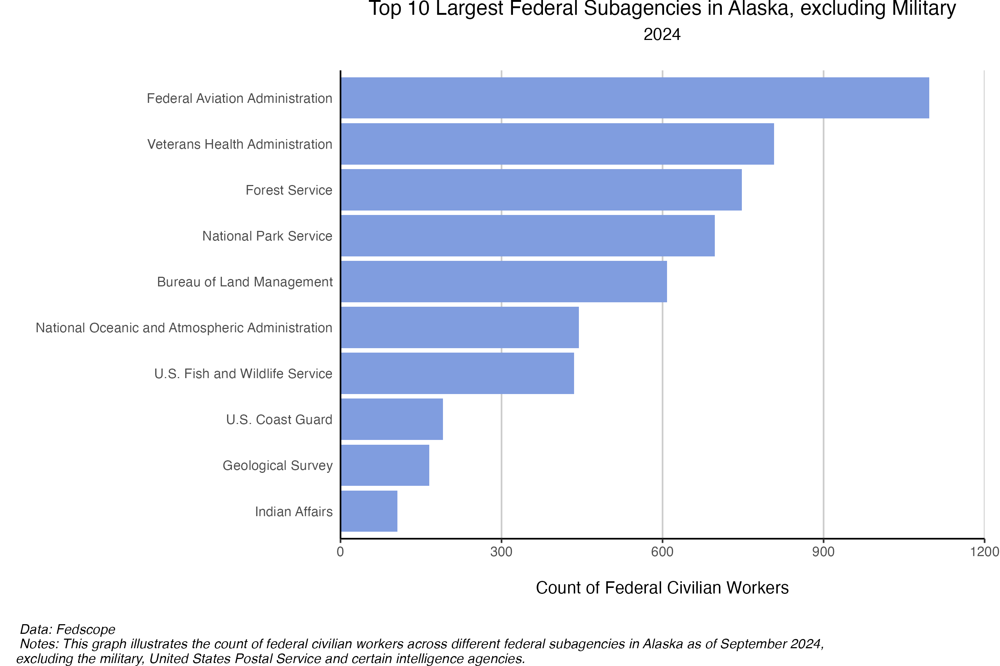 Top 10 Largest Federal Subagencies in Alaska, excluding Military
2024
Federal Aviation Administration
Veterans Health Administration
Forest Service
National Park Service
Bureau of Land Management
National Oceanic and Atmospheric Administration
U.S. Fish and Wildlife Service
U.S. Coast Guard
Geological Survey
Indian Affairs
0 300 600 900 1200
Count of Federal Civilian Workers
Data: Fedscope
Notes: This graph illustrates the count of federal civilian workers across different federal subagencies in Alaska as of September 2024,
excluding the military, United States Postal Service and certain intelligence agencies.